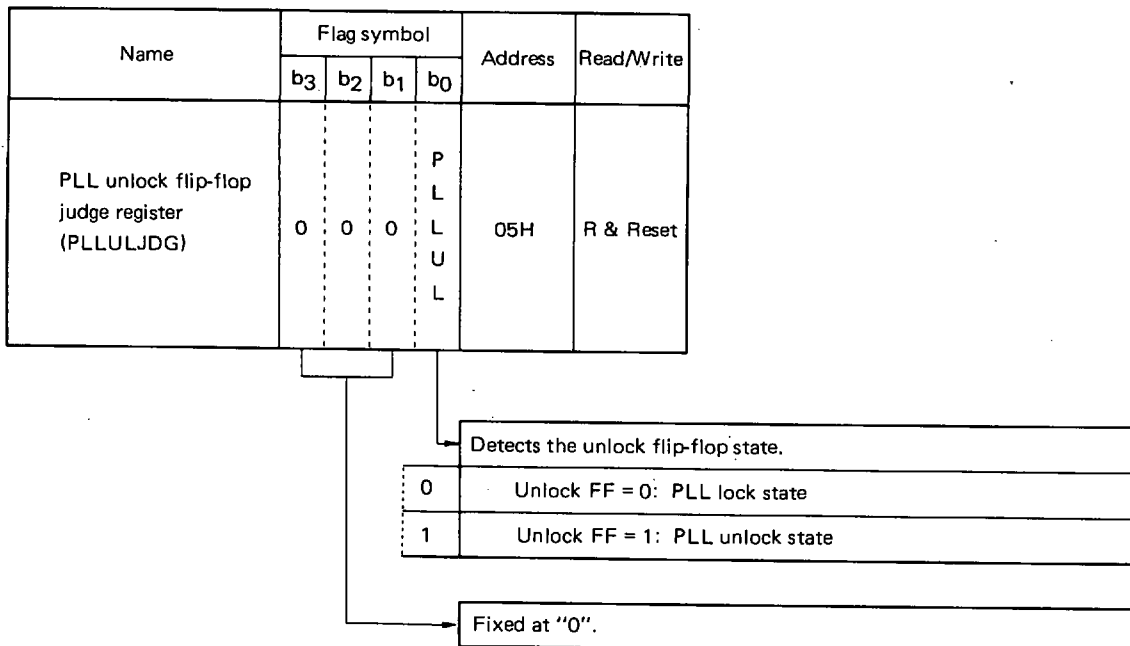 Name
Flag symbol
Address
Read/Write
b3 b2 b1 b0
PLL unlock flip-flop
judge register
(PLLULJDG)
0 0 0
P
L
L
U
L
05H
R & Reset
Detects the unlock flip-flop state.
0 Unlock FF = 0: PLL lock state
1 Unlock FF = 1: PLL unlock state
Fixed at "0".